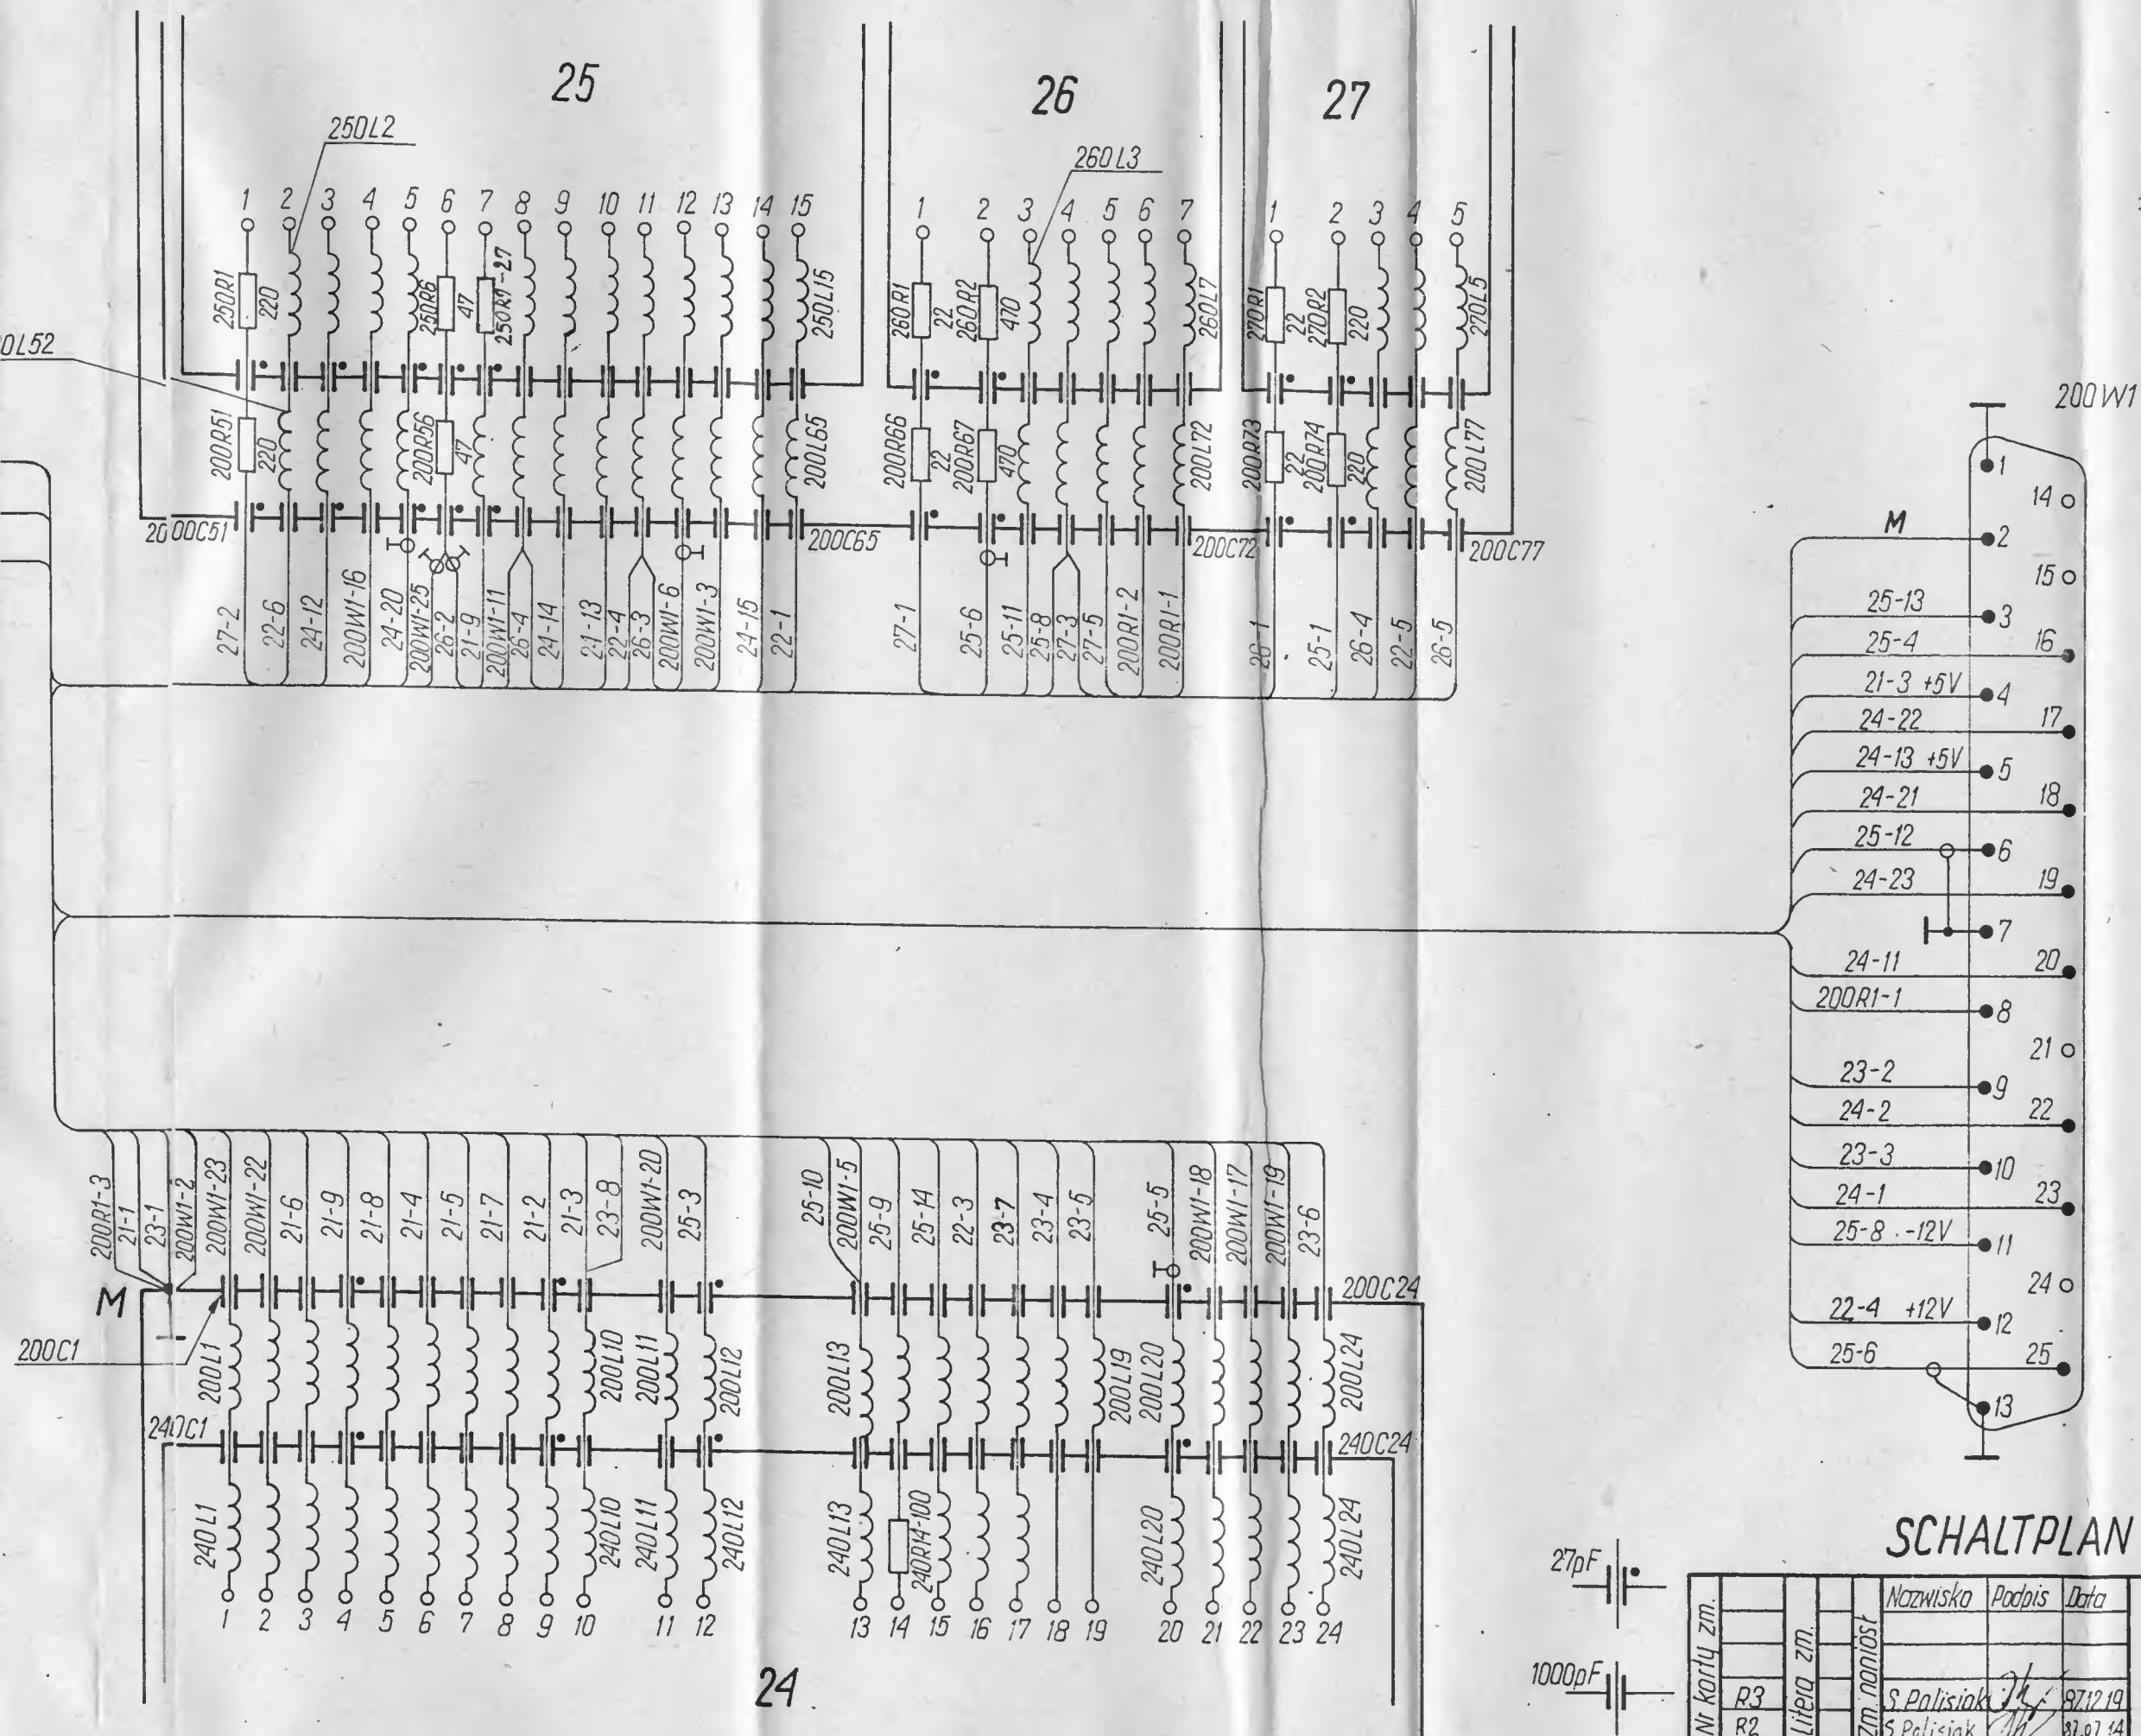 25
26
27
250L2
260L3
1 2 3 4 5 6 7 8 9 10 11 12 13 14 15
1 2 3 4 5 6 7
1 2 3 4 5
250R1
220
250R6
47
250R7-27
250L15
260R1
22
260R2
470
260L7
270R1
22
270R2
220
270L5
0L52
200R51
220
200R56
47
200L65
200R66
22
200R67
470
200L72
200R73
22
200R74
220
200L77
200C51
200C65
200C72
200C77
27-2
22-6
24-12
200W1-16
24-20
200W1-25
26-2
21-9
200W1-11
26-4
24-14
24-13
22-4
26-3
200W1-6
200W1-3
24-15
22-1
27-1
25-6
25-11
25-8
27-3
27-5
200R1-2
200R1-1
26-1
25-1
26-4
22-5
26-5
200W1
1
14
M
2
15
25-13
3
25-4
16
21-3 +5V
4
24-22
17
24-13 +5V
5
24-21
18
25-12
6
24-23
19
7
24-11
20
200R1-1
8
21
23-2
9
24-2
22
23-3
10
24-1
23
25-8 -12V
11
24
22-4 +12V
12
25-6
25
13
200R1-3
21-1
23-1
200W1-2
200W1-23
200W1-22
21-6
21-9
21-8
21-4
21-5
21-7
21-2
21-3
23-8
200W1-20
25-3
25-10
200W1-5
25-9
25-14
22-3
23-7
23-4
23-5
25-5
200W1-18
200W1-17
200W1-19
23-6
M
200C24
200C1
200L1
200L10
200L11
200L12
200L13
200L19
200L20
200L24
240C1
240C24
240L1
240L10
240L11
240L12
240L13
240R14-100
240L20
240L24
1 2 3 4 5 6 7 8 9 10 11 12 13 14 15 16 17 18 19 20 21 22 23 24
24
27pF
1000pF
SCHALTPLAN
Nr karty zm.
Litera zm.
Zm. naniósł
Nazwisko Podpis Data
R3 S. Palisiak 87.12.19
R2 S. Palisiak 87.07.14